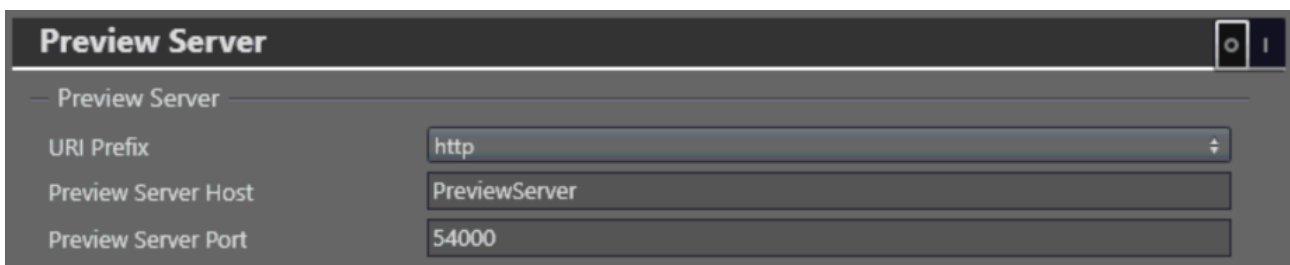 Preview Server
O I
Preview Server
URI Prefix http
Preview Server Host PreviewServer
Preview Server Port 54000